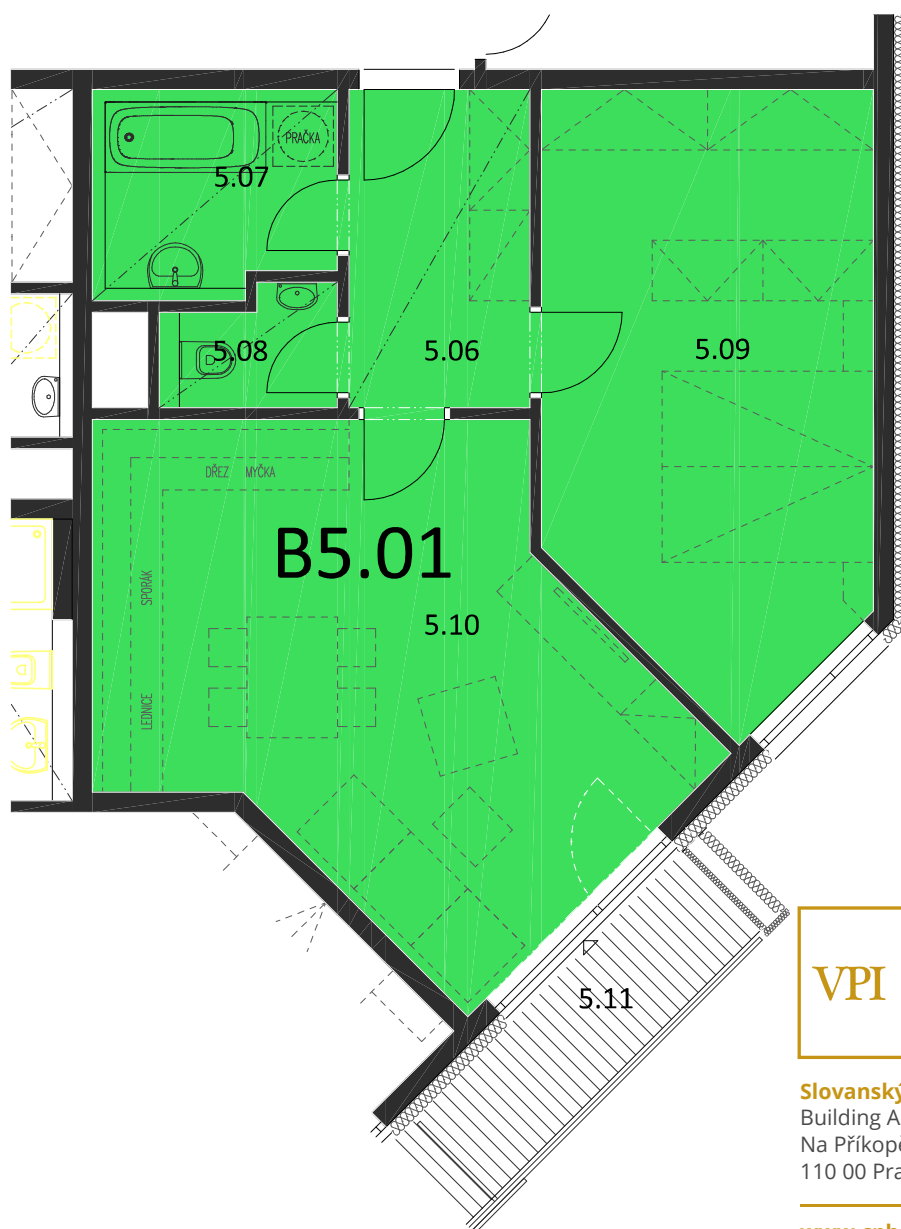 PRAČKA
5.07
5.08
5.06
5.09
DŘEZ MYČKA
B5.01
SPORÁK
5.10
LEDNICE
5.11
VPI
Slovanský
Building A
Na Příkopě
110 00 Pra